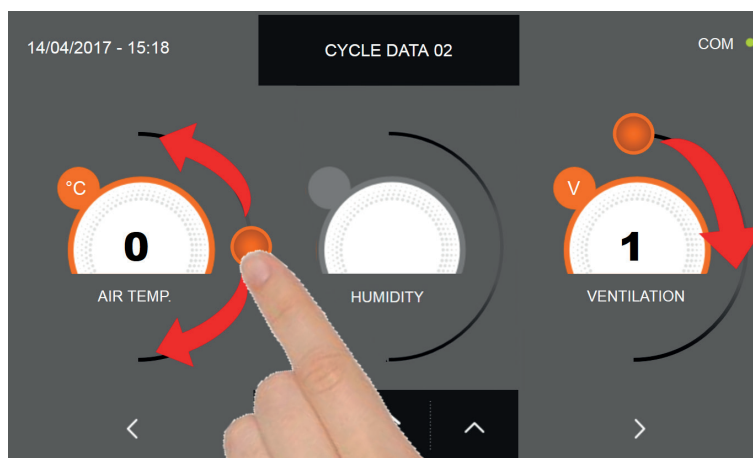 14/04/2017 - 15:18
CYCLE DATA 02
COM
°C
0
AIR TEMP.
HUMIDITY
V
1
VENTILATION